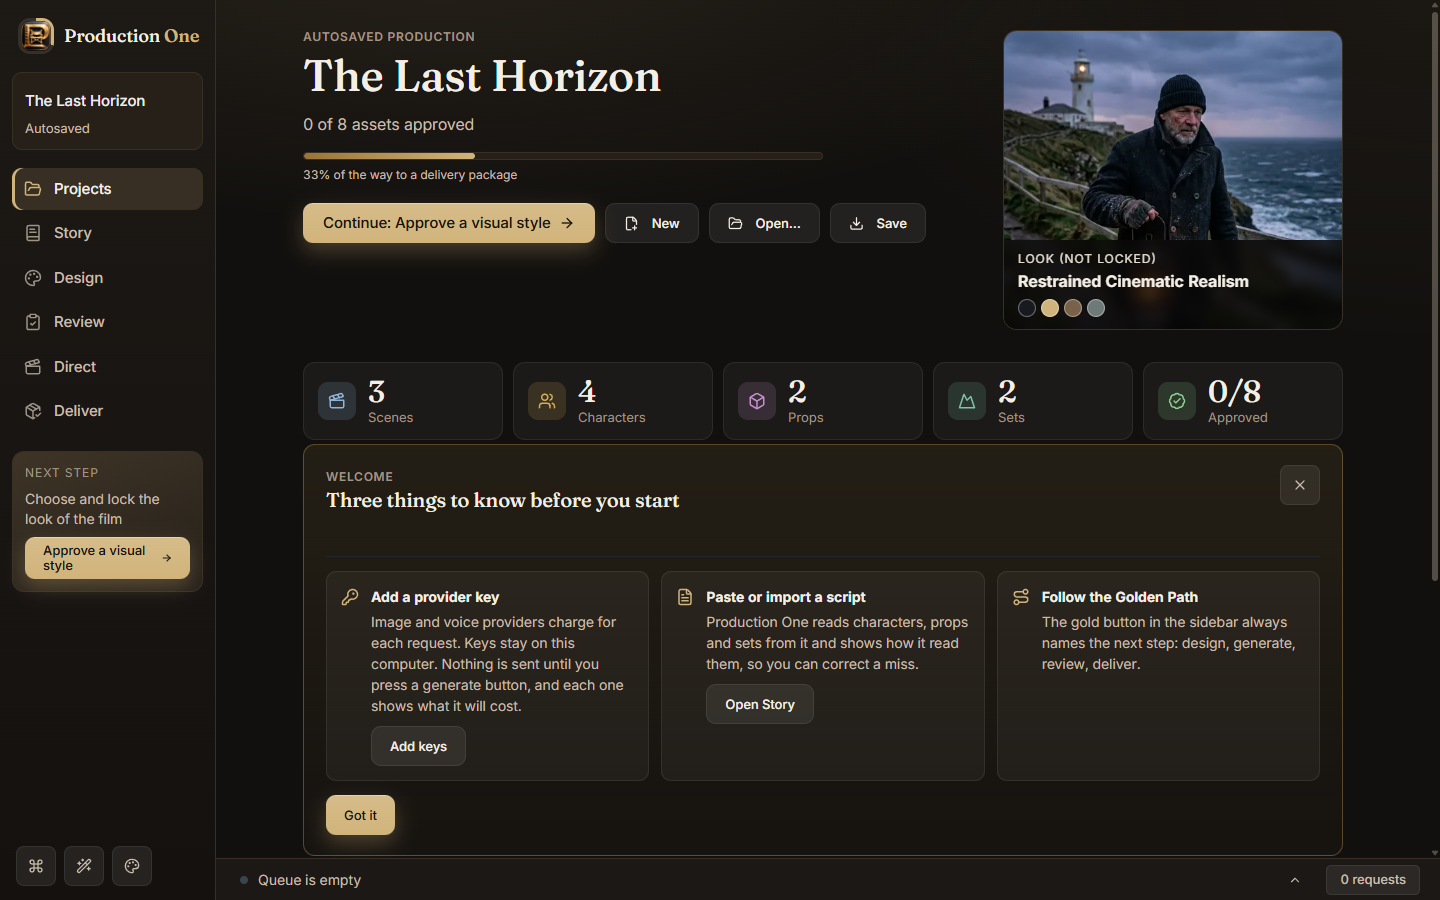 Production One
The Last Horizon
Autosaved
Projects
Story
Design
Review
Direct
Deliver
NEXT STEP
Choose and lock the
look of the film
Approve a visual
style
AUTOSAVED PRODUCTION
The Last Horizon
0 of 8 assets approved
33% of the way to a delivery package
Continue: Approve a visual style
New
Open...
Save
LOOK (NOT LOCKED)
Restrained Cinematic Realism
3
Scenes
4
Characters
2
Props
2
Sets
0/8
Approved
WELCOME
Three things to know before you start
Add a provider key
Image and voice providers charge for
each request. Keys stay on this
computer. Nothing is sent until you
press a generate button, and each one
shows what it will cost.
Add keys
Paste or import a script
Production One reads characters, props
and sets from it and shows how it read
them, so you can correct a miss.
Open Story
Follow the Golden Path
The gold button in the sidebar always
names the next step: design, generate,
review, deliver.
Got it
Queue is empty
0 requests